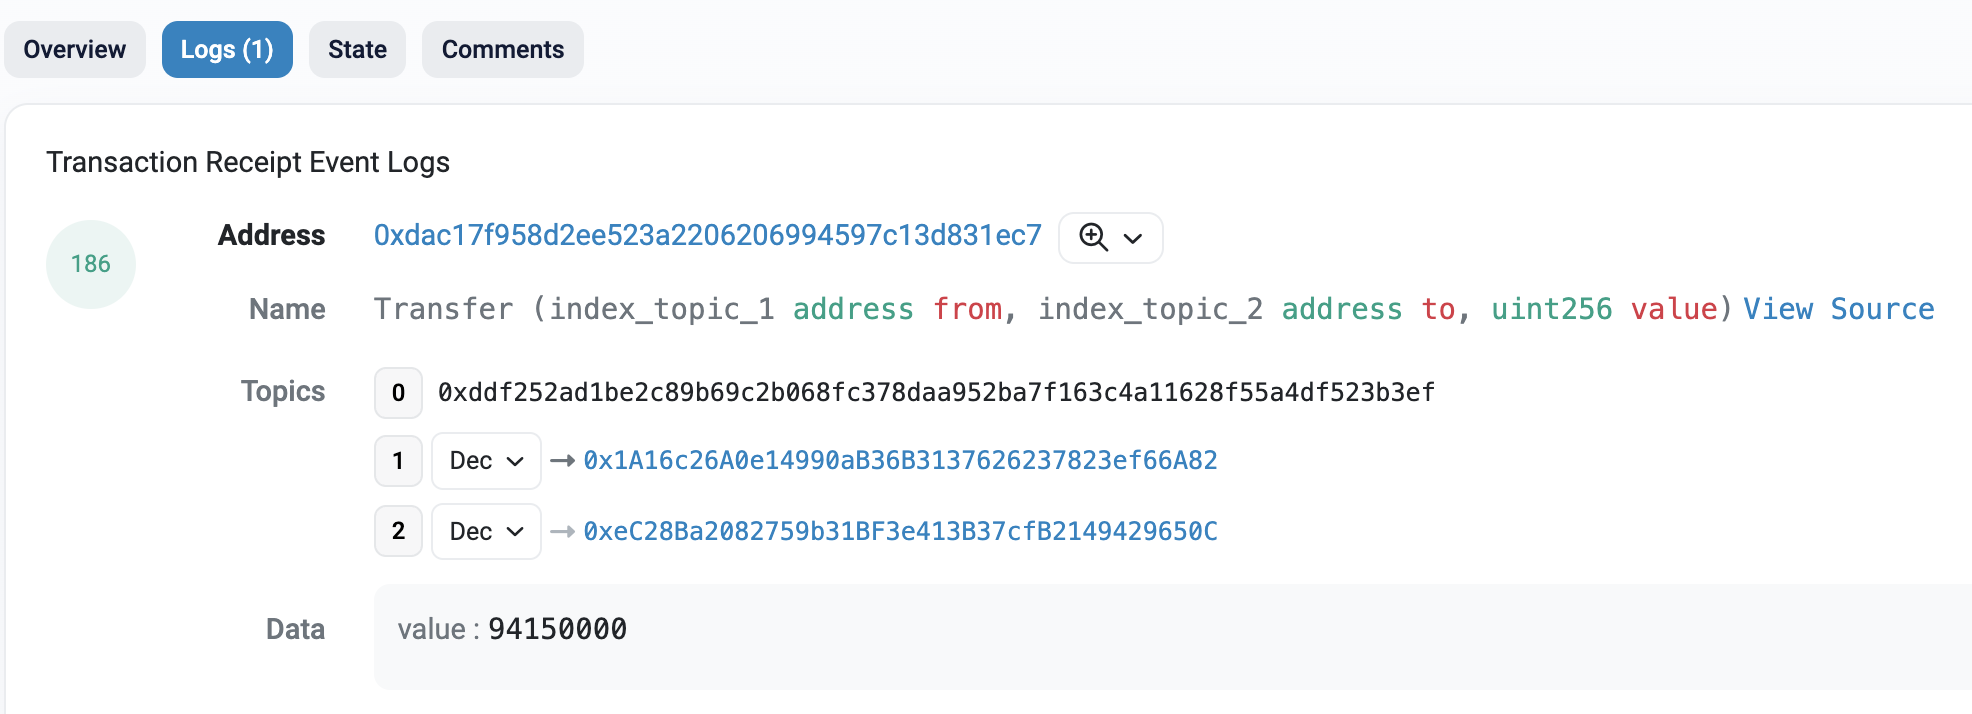 Overview Logs (1) State Comments
Transaction Receipt Event Logs
186
Address 0xdac17f958d2ee523a2206206994597c13d831ec7
Name Transfer (index_topic_1 address from, index_topic_2 address to, uint256 value) View Source
Topics 0 0xddf252ad1be2c89b69c2b068fc378daa952ba7f163c4a11628f55a4df523b3ef
1 Dec → 0x1A16c26A0e14990aB36B3137626237823ef66A82
2 Dec → 0xeC28Ba2082759b31BF3e413B37cfB2149429650C
Data value : 94150000